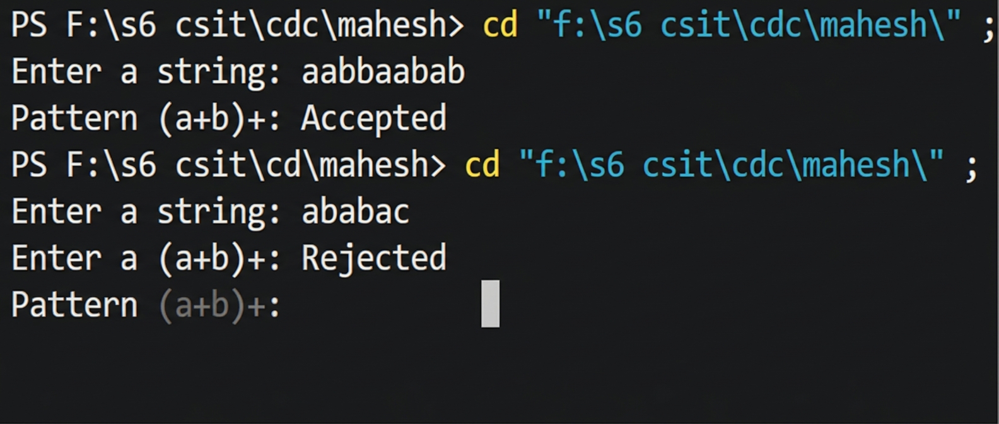 PS F:\s6 csit\cdc\mahesh> cd "f:\s6 csit\cdc\mahesh\" ;
Enter a string: aabbaabab
Pattern (a+b)+: Accepted
PS F:\s6 csit\cd\mahesh> cd "f:\s6 csit\cdc\mahesh\" ;
Enter a string: ababac
Enter a (a+b)+: Rejected
Pattern (a+b)+: